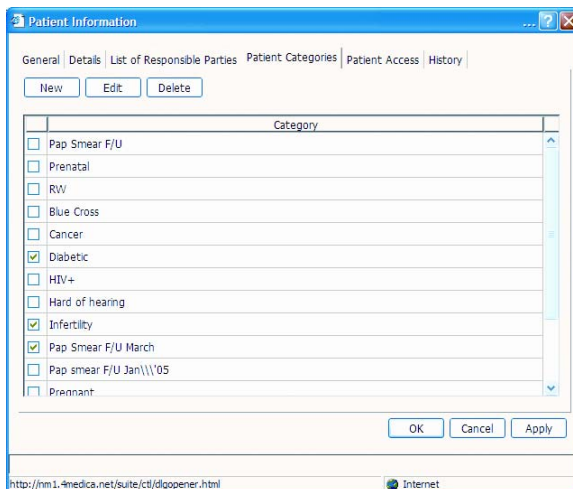 Patient Information
... ? X
General Details List of Responsible Parties Patient Categories Patient Access History
New Edit Delete
Category
Pap Smear F/U
Prenatal
RW
Blue Cross
Cancer
Diabetic
HIV+
Hard of hearing
Infertility
Pap Smear F/U March
Pap smear F/U Jan\\\'05
Pregnant
OK Cancel Apply
http://nm1.4medica.net/suite/ctl/dlgopener.html Internet